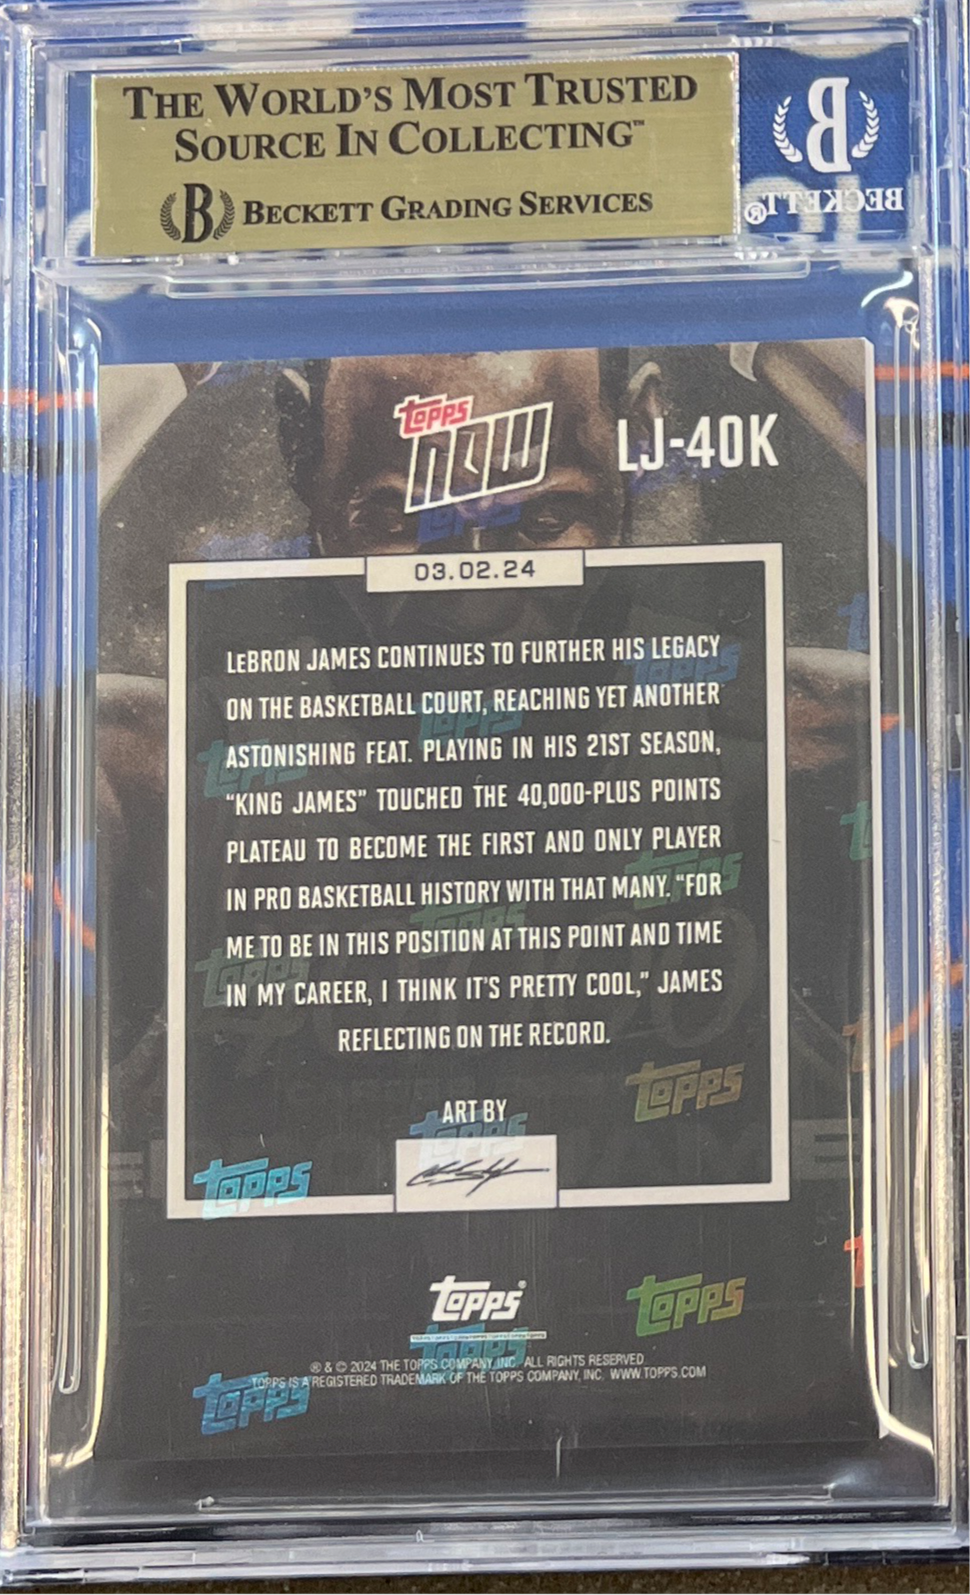 THE WORLD'S MOST TRUSTED
SOURCE IN COLLECTING™
B BECKETT GRADING SERVICES
B
BECKETT®
TOPPS
NOW
LJ-40K
03.02.24
LeBRON JAMES CONTINUES TO FURTHER HIS LEGACY
ON THE BASKETBALL COURT, REACHING YET ANOTHER
ASTONISHING FEAT. PLAYING IN HIS 21ST SEASON,
“KING JAMES” TOUCHED THE 40,000-PLUS POINTS
PLATEAU TO BECOME THE FIRST AND ONLY PLAYER
IN PRO BASKETBALL HISTORY WITH THAT MANY. “FOR
ME TO BE IN THIS POSITION AT THIS POINT AND TIME
IN MY CAREER, I THINK IT'S PRETTY COOL,” JAMES
REFLECTING ON THE RECORD.
ART BY
TOPPS
TOPPS
TOPPS®
TOPPS
TOPPS
® & © 2024 THE TOPPS COMPANY, INC. ALL RIGHTS RESERVED
TOPPS IS A REGISTERED TRADEMARK OF THE TOPPS COMPANY, INC. WWW.TOPPS.COM
TOPPS